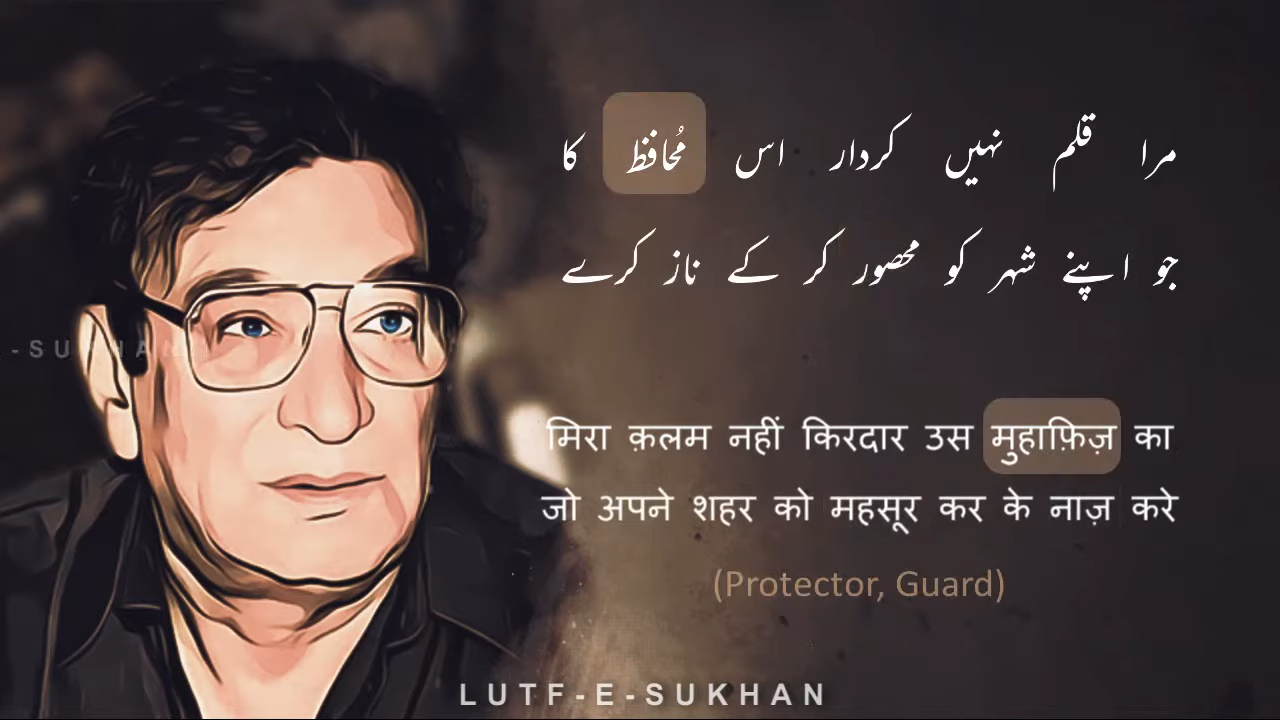 مرا قلم نہیں کردار اس مُحافظ کا
جو اپنے شہر کو محصور کر کے ناز کرے
मिरा क़लम नहीं किरदार उस मुहाफ़िज़ का
जो अपने शहर को महसूर कर के नाज़ करे
(Protector, Guard)
LUTF-E-SUKHAN
-SUKHAN